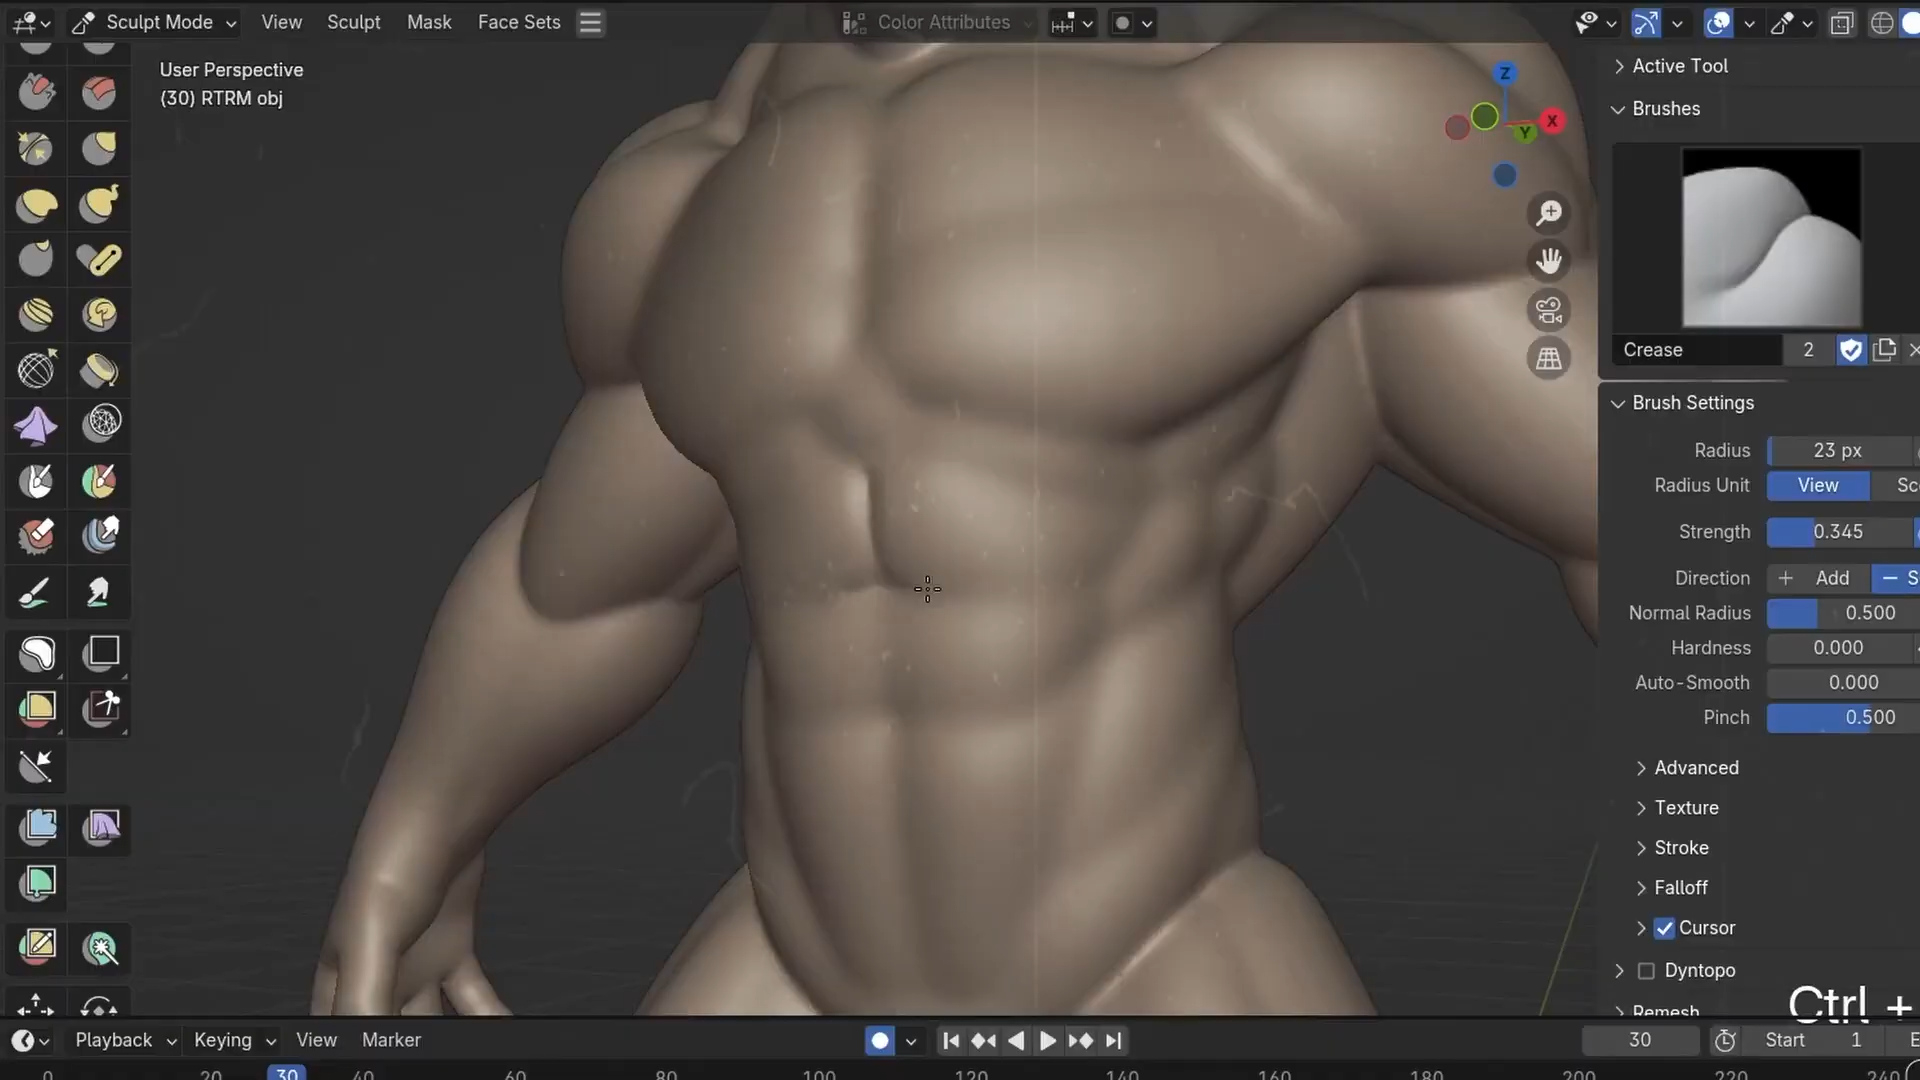 Sculpt Mode View Sculpt Mask Face Sets Color Attributes
User Perspective
(30) RTRM obj
Z
X
Y
Active Tool
Brushes
Crease 2
Brush Settings
Radius 23 px
Radius Unit View Sc
Strength 0.345
Direction + Add − S
Normal Radius 0.500
Hardness 0.000
Auto-Smooth 0.000
Pinch 0.500
Advanced
Texture
Stroke
Falloff
Cursor
Dyntopo
Remesh
Ctrl +
Playback Keying View Marker 30 Start 1 E
0 20 30 40 60 80 100 120 140 160 180 200 220 240